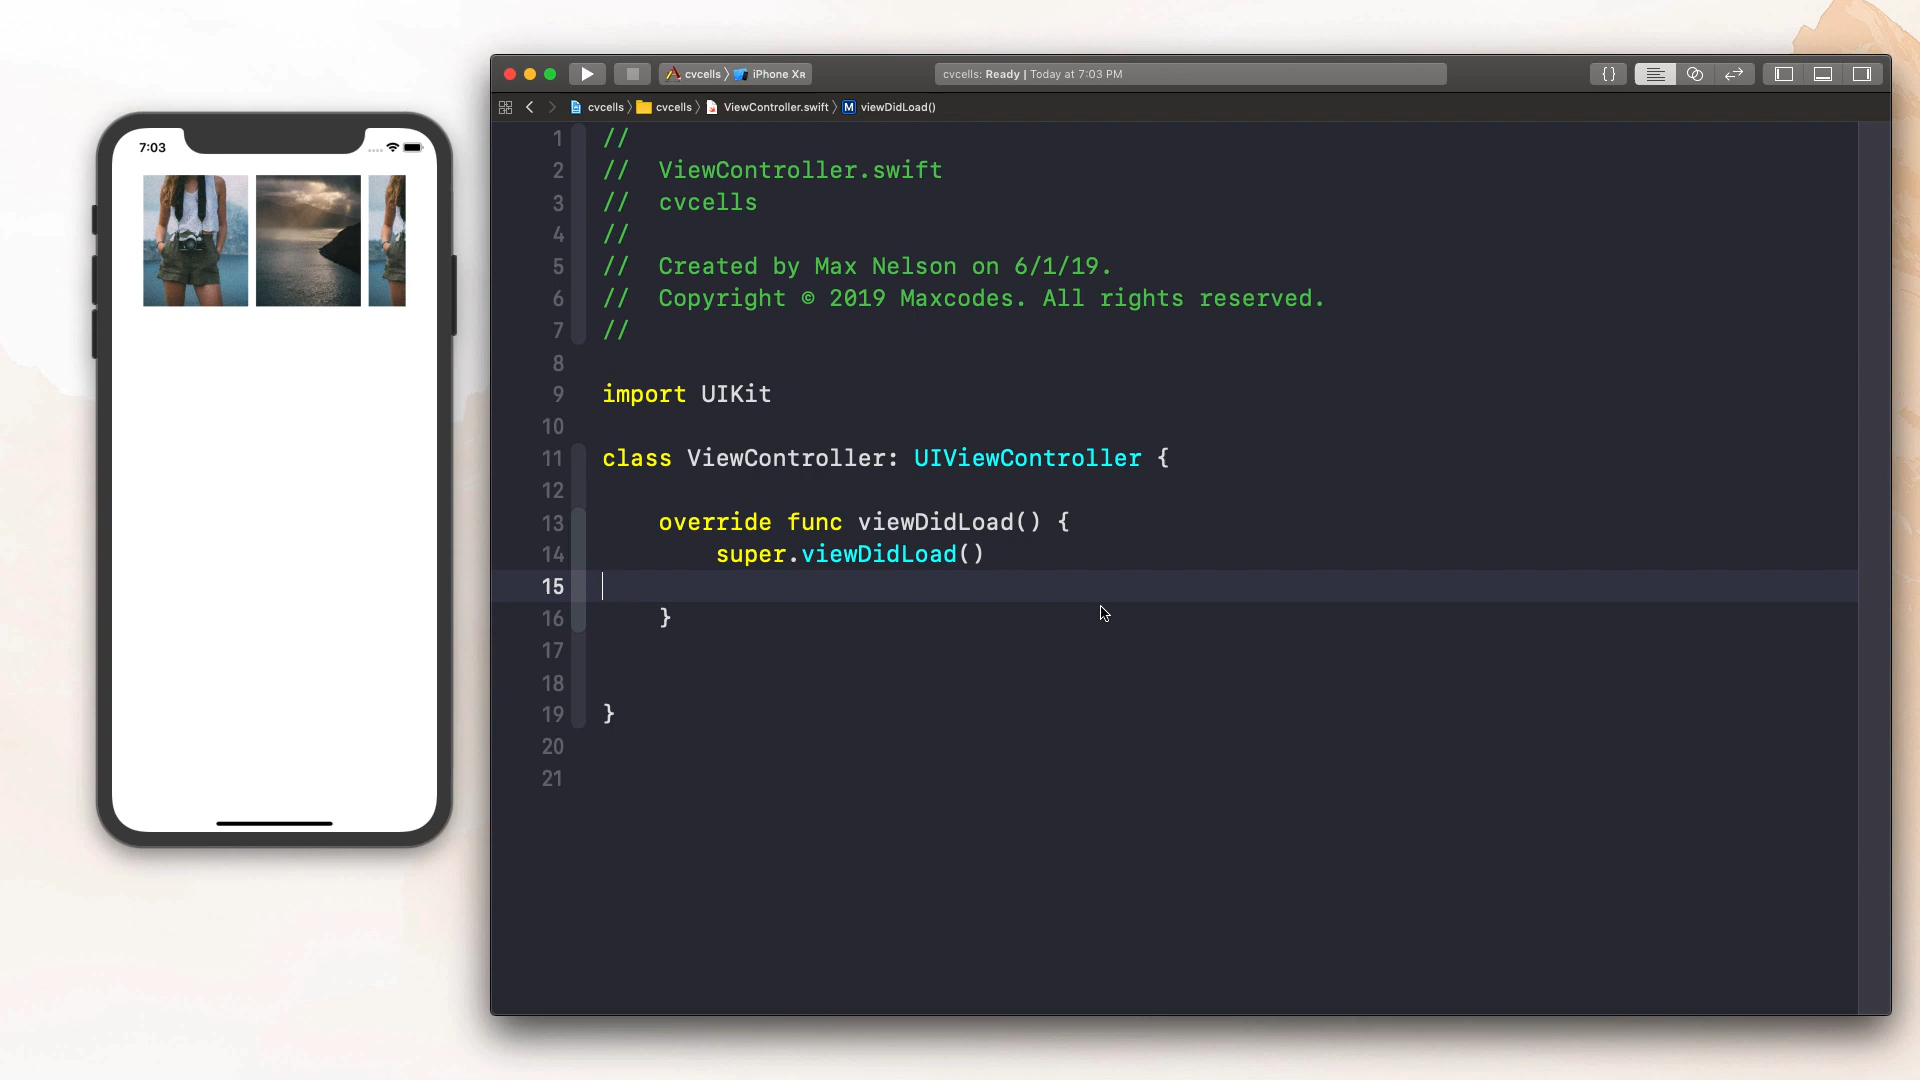 7:03
cvcells 〉 iPhone Xʀ
cvcells: Ready | Today at 7:03 PM
{ }
cvcells 〉 cvcells 〉 ViewController.swift 〉 M viewDidLoad()
1 //
2 //  ViewController.swift
3 //  cvcells
4 //
5 //  Created by Max Nelson on 6/1/19.
6 //  Copyright © 2019 Maxcodes. All rights reserved.
7 //
8
9 import UIKit
10
11 class ViewController: UIViewController {
12
13     override func viewDidLoad() {
14         super.viewDidLoad()
15
16     }
17
18
19 }
20
21